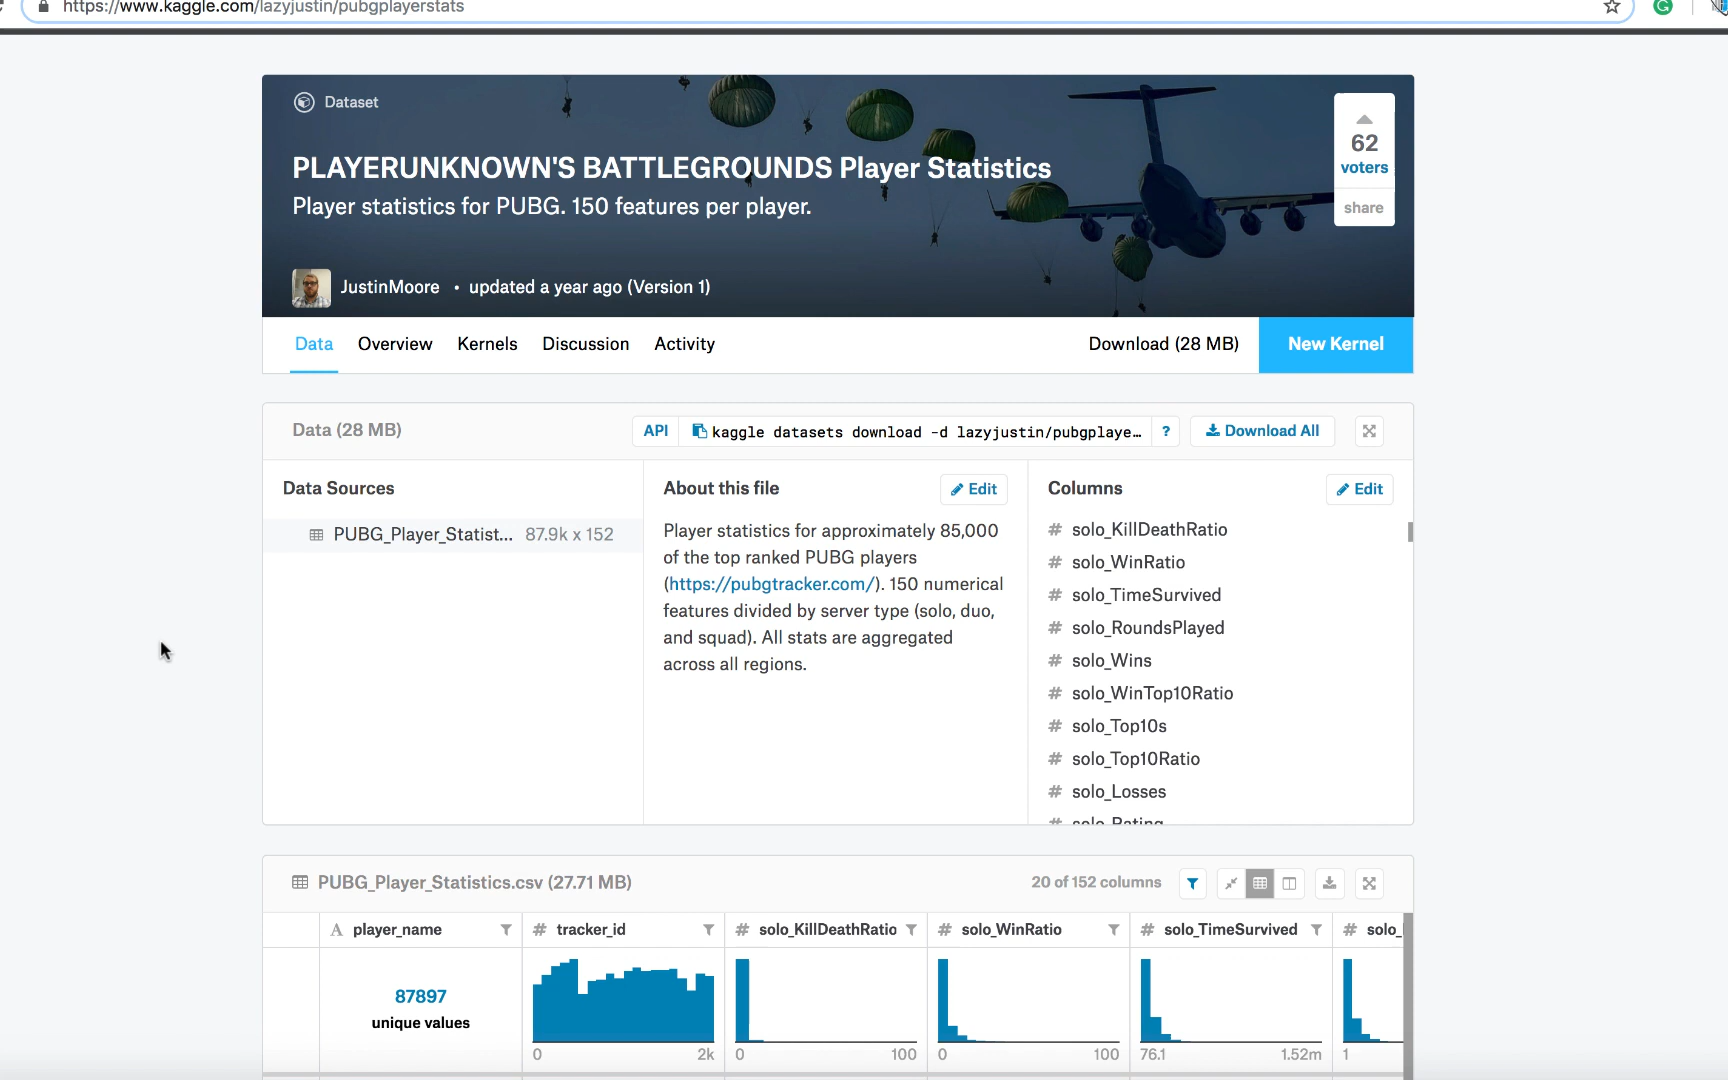 https://www.kaggle.com/lazyjustin/pubgplayerstats
Dataset
62
voters
share
PLAYERUNKNOWN'S BATTLEGROUNDS Player Statistics
Player statistics for PUBG. 150 features per player.
JustinMoore • updated a year ago (Version 1)
Data Overview Kernels Discussion Activity Download (28 MB) New Kernel
Data (28 MB) API kaggle datasets download -d lazyjustin/pubgplaye… ? Download All
Data Sources
PUBG_Player_Statist... 87.9k x 152
About this file Edit
Player statistics for approximately 85,000
of the top ranked PUBG players
(https://pubgtracker.com/). 150 numerical
features divided by server type (solo, duo,
and squad). All stats are aggregated
across all regions.
Columns Edit
# solo_KillDeathRatio
# solo_WinRatio
# solo_TimeSurvived
# solo_RoundsPlayed
# solo_Wins
# solo_WinTop10Ratio
# solo_Top10s
# solo_Top10Ratio
# solo_Losses
# solo_Rating
PUBG_Player_Statistics.csv (27.71 MB) 20 of 152 columns
A player_name # tracker_id # solo_KillDeathRatio # solo_WinRatio # solo_TimeSurvived # solo_
87897
unique values
0 2k 0 100 0 100 76.1 1.52m 1